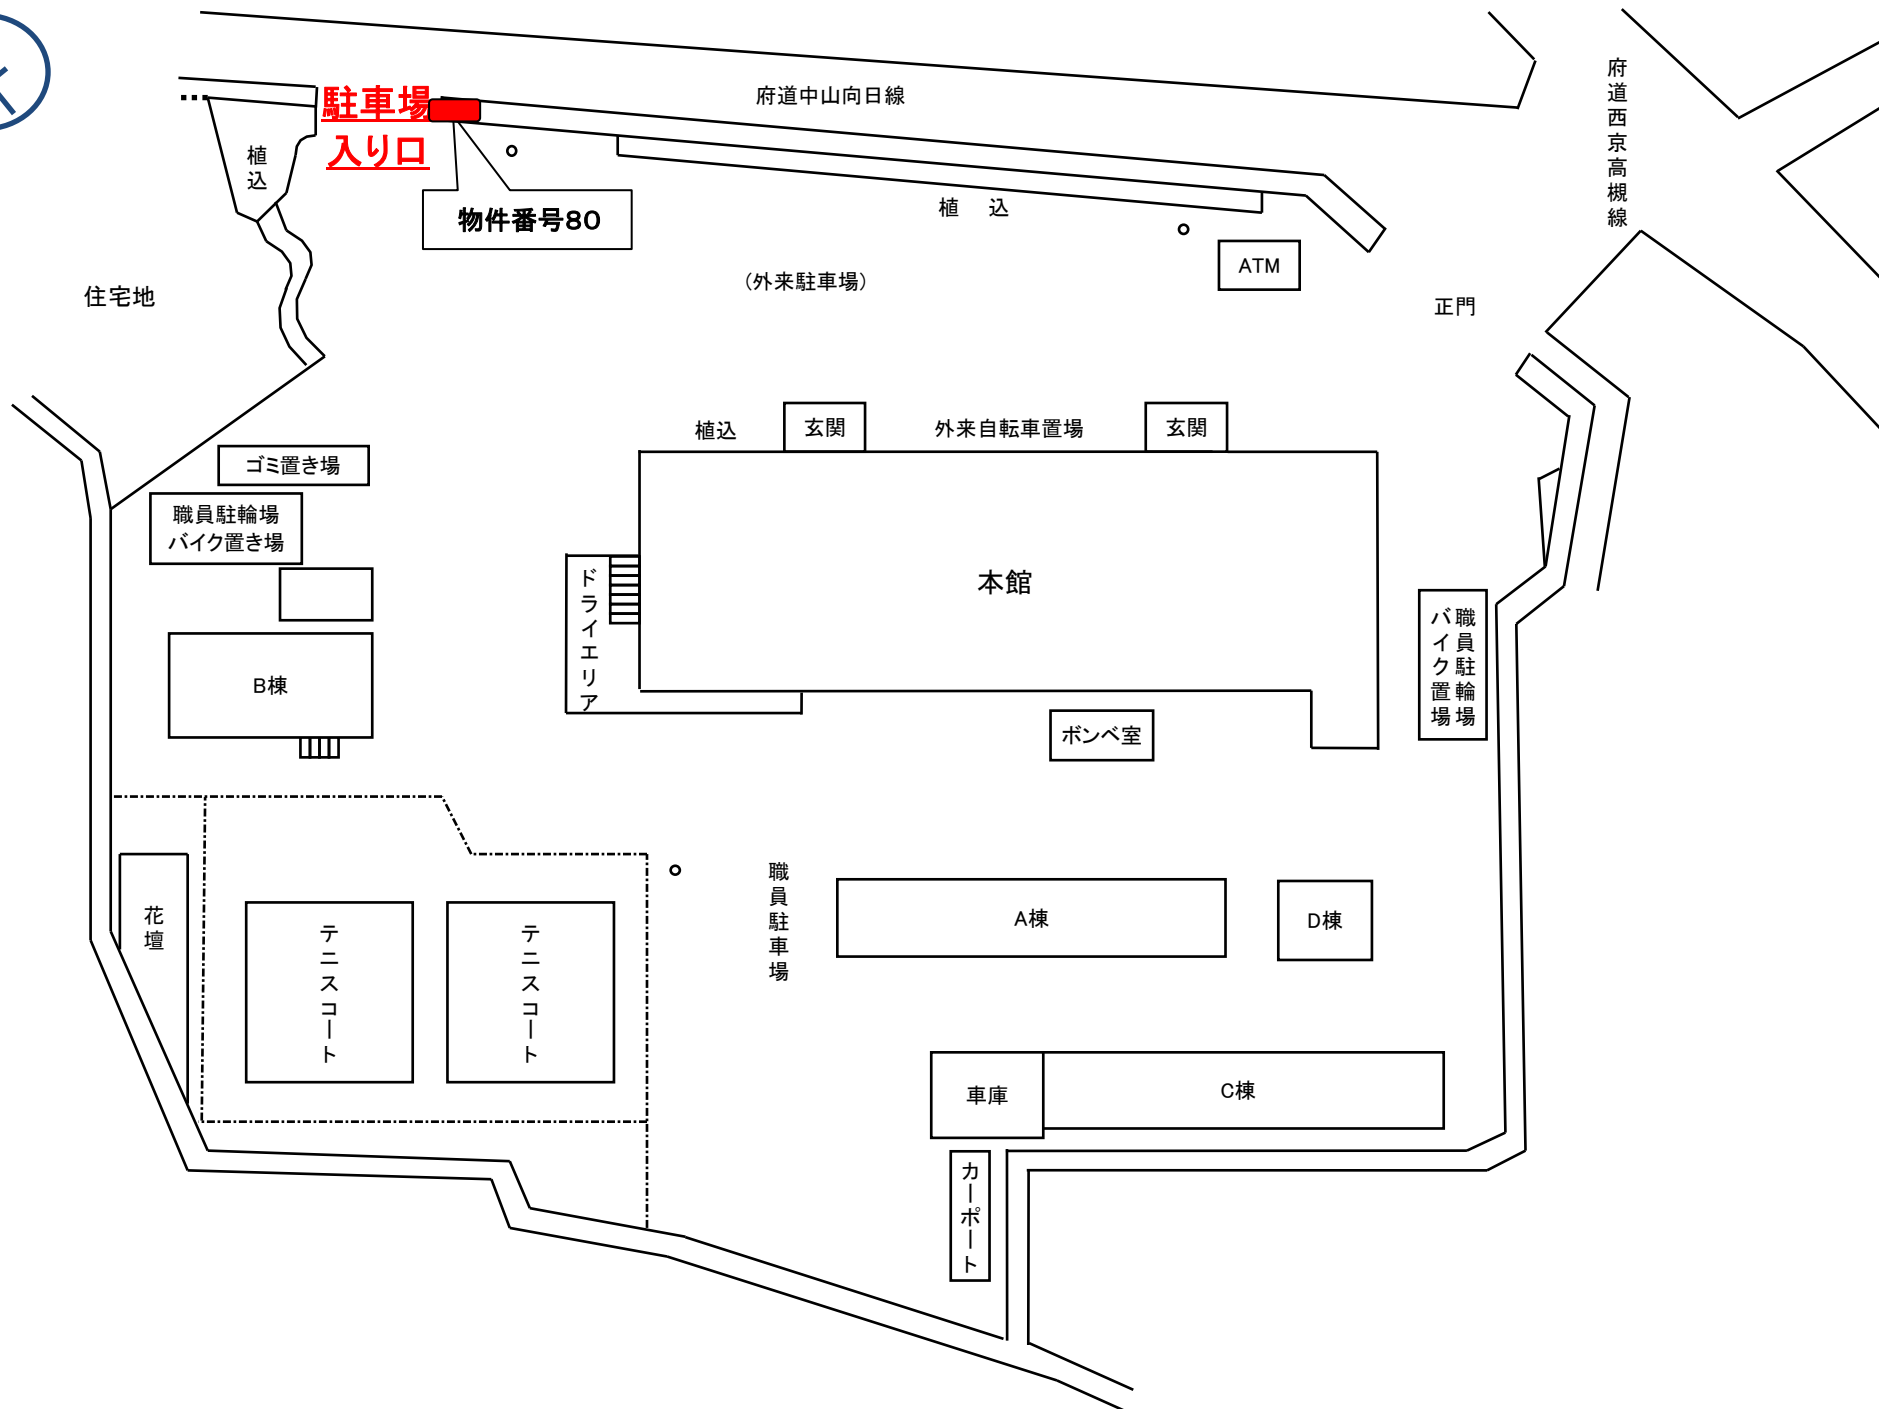 府道中山向日線
府道西京高槻線
駐車場
入り口
植込
物件番号80
植　込
ATM
(外来駐車場)
住宅地
正門
植込
玄関
外来自転車置場
玄関
ゴミ置き場
職員駐輪場
バイク置き場
ドライエリア
本館
職員駐輪場
バイク置場
B棟
ボンベ室
職員駐車場
花壇
テニスコート
テニスコート
A棟
D棟
車庫
C棟
カーポート